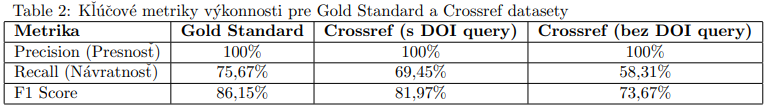 Table 2: Kľúčové metriky výkonnosti pre Gold Standard a Crossref datasety
Metrika Gold Standard Crossref (s DOI query) Crossref (bez DOI query)
Precision (Presnosť) 100% 100% 100%
Recall (Návratnosť) 75,67% 69,45% 58,31%
F1 Score 86,15% 81,97% 73,67%